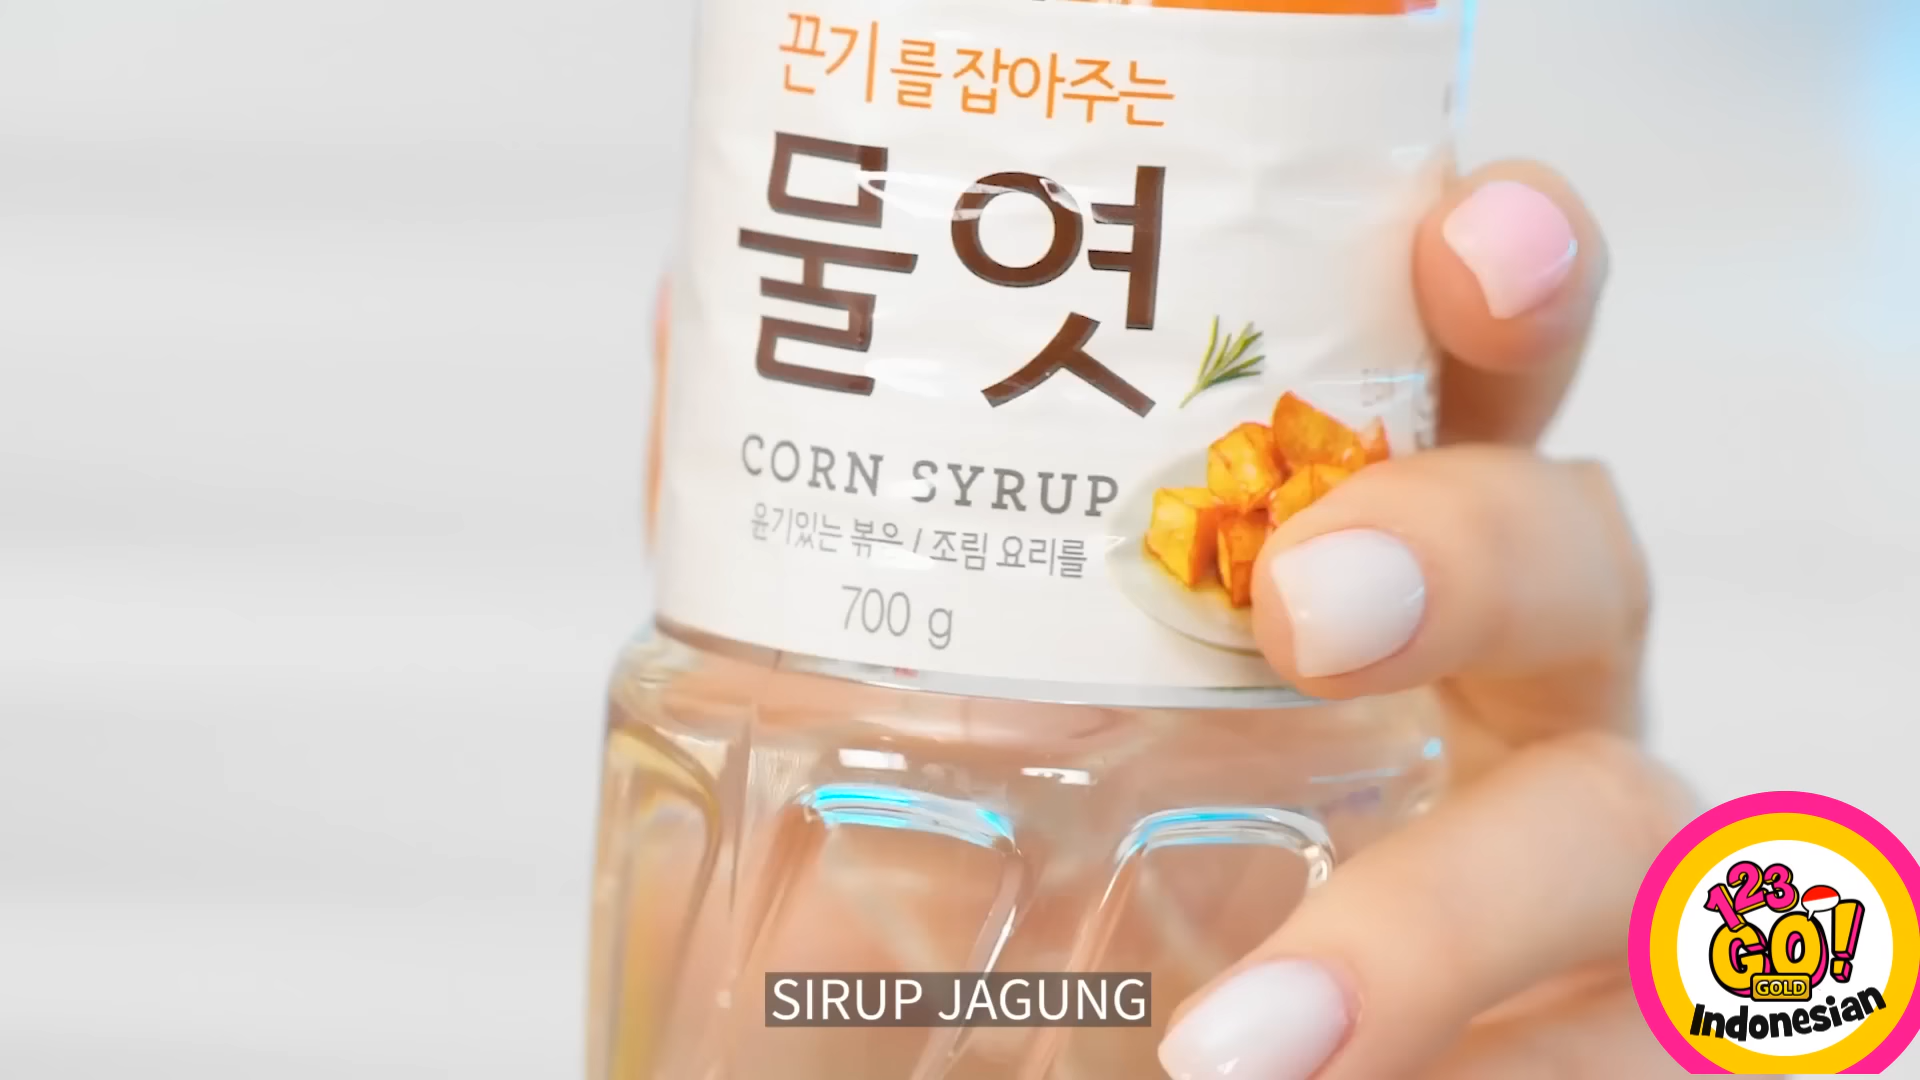 끈기를 잡아주는
물엿
CORN SYRUP
윤기있는 볶음 / 조림 요리를
700 g
SIRUP JAGUNG
123
GO!
GOLD
Indonesian